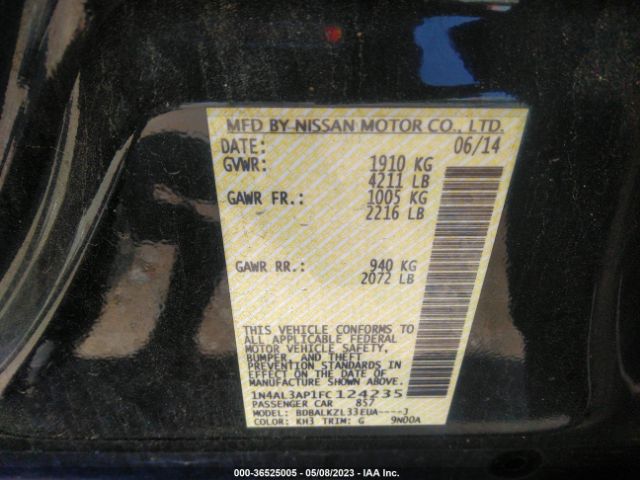 MFD BY NISSAN MOTOR CO., LTD.
DATE: 06/14
GVWR: 1910 KG
4211 LB
GAWR FR.: 1005 KG
2216 LB
GAWR RR.: 940 KG
2072 LB
THIS VEHICLE CONFORMS TO
ALL APPLICABLE FEDERAL
MOTOR VEHICLE SAFETY,
BUMPER, AND THEFT
PREVENTION STANDARDS IN
EFFECT ON THE DATE OF
MANUFACTURE SHOWN ABOVE.
1N4AL3AP1FC124235
PASSENGER CAR 857
MODEL: BDBALKZL33EUA----J
COLOR: KH3 TRIM: G 9N00A
000-36525005 - 05/08/2023 - IAA Inc.